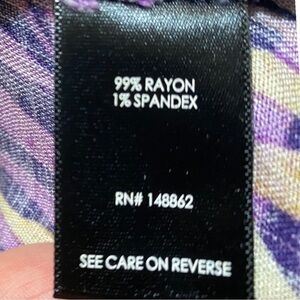 99% RAYON
1% SPANDEX
RN# 148862
SEE CARE ON REVERSE